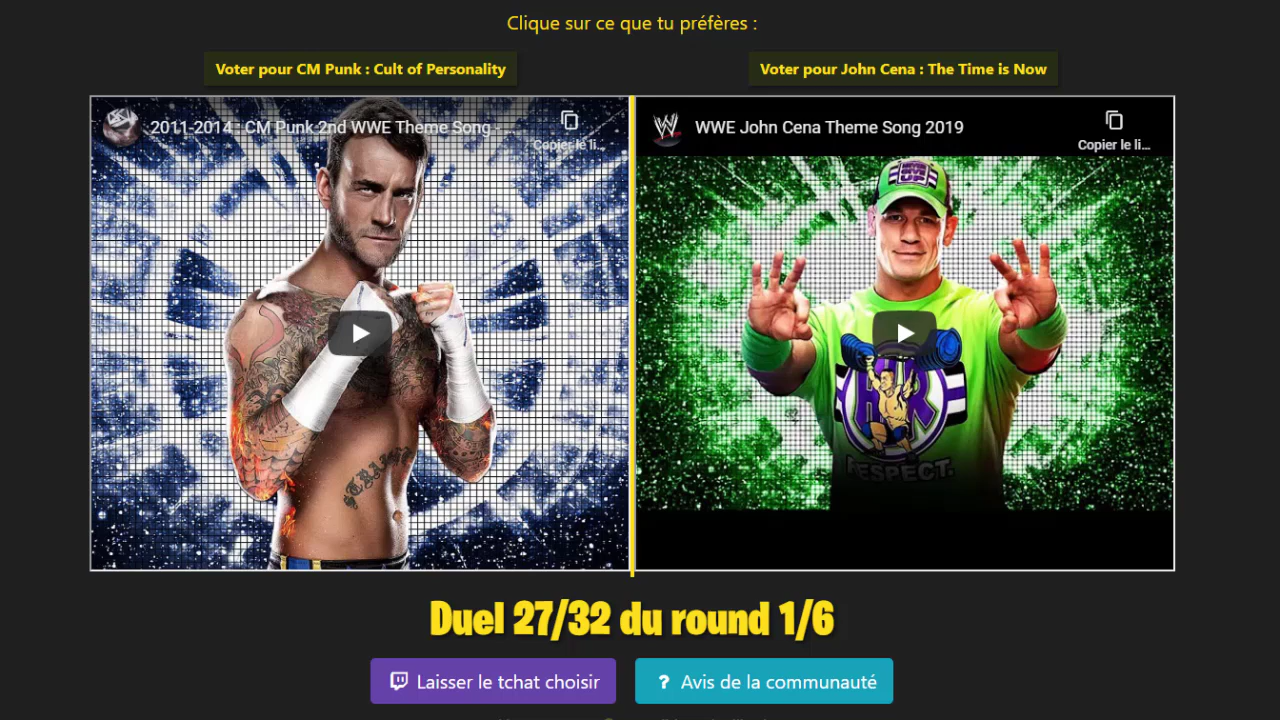 Clique sur ce que tu préfères :
Voter pour CM Punk : Cult of Personality
Voter pour John Cena : The Time is Now
2011-2014 : CM Punk 2nd WWE Theme Song - ...
Copier le li...
WWE John Cena Theme Song 2019
Copier le li...
RESPECT.
Duel 27/32 du round 1/6
Laisser le tchat choisir
? Avis de la communauté